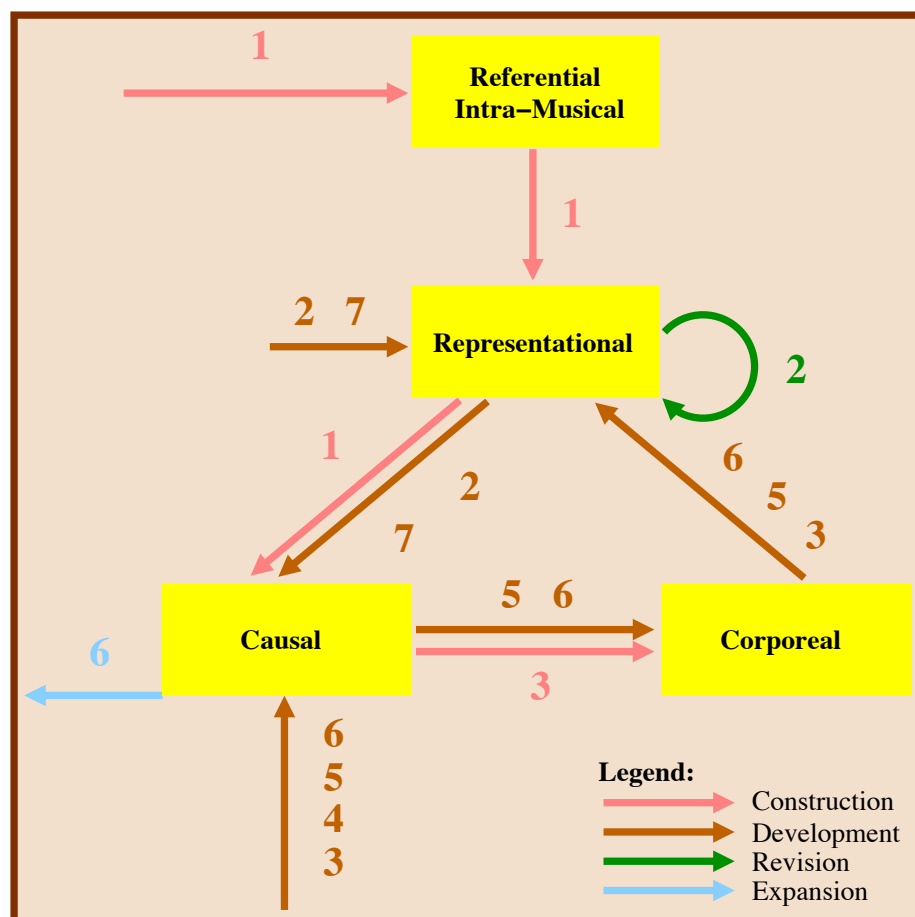 1
Referential
Intra−Musical
1
2 7
Representational
2
1
2
7
6
5
3
5 6
Causal
Corporeal
6
3
6
5
4
3
Legend:
Construction
Development
Revision
Expansion